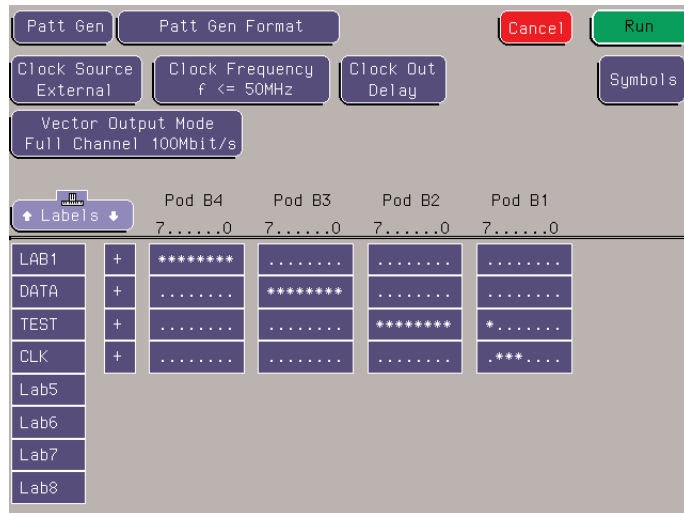 Patt Gen Patt Gen Format Cancel Run
Clock Source Clock Frequency Clock Out Symbols
External f <= 50MHz Delay
Vector Output Mode
Full Channel 100Mbit/s
Labels Pod B4 Pod B3 Pod B2 Pod B1
7......0 7......0 7......0 7......0
LAB1 + ******** ........ ........ ........
DATA + ........ ******** ........ ........
TEST + ........ ........ ******** *.......
CLK + ........ ........ ........ .***....
Lab5
Lab6
Lab7
Lab8